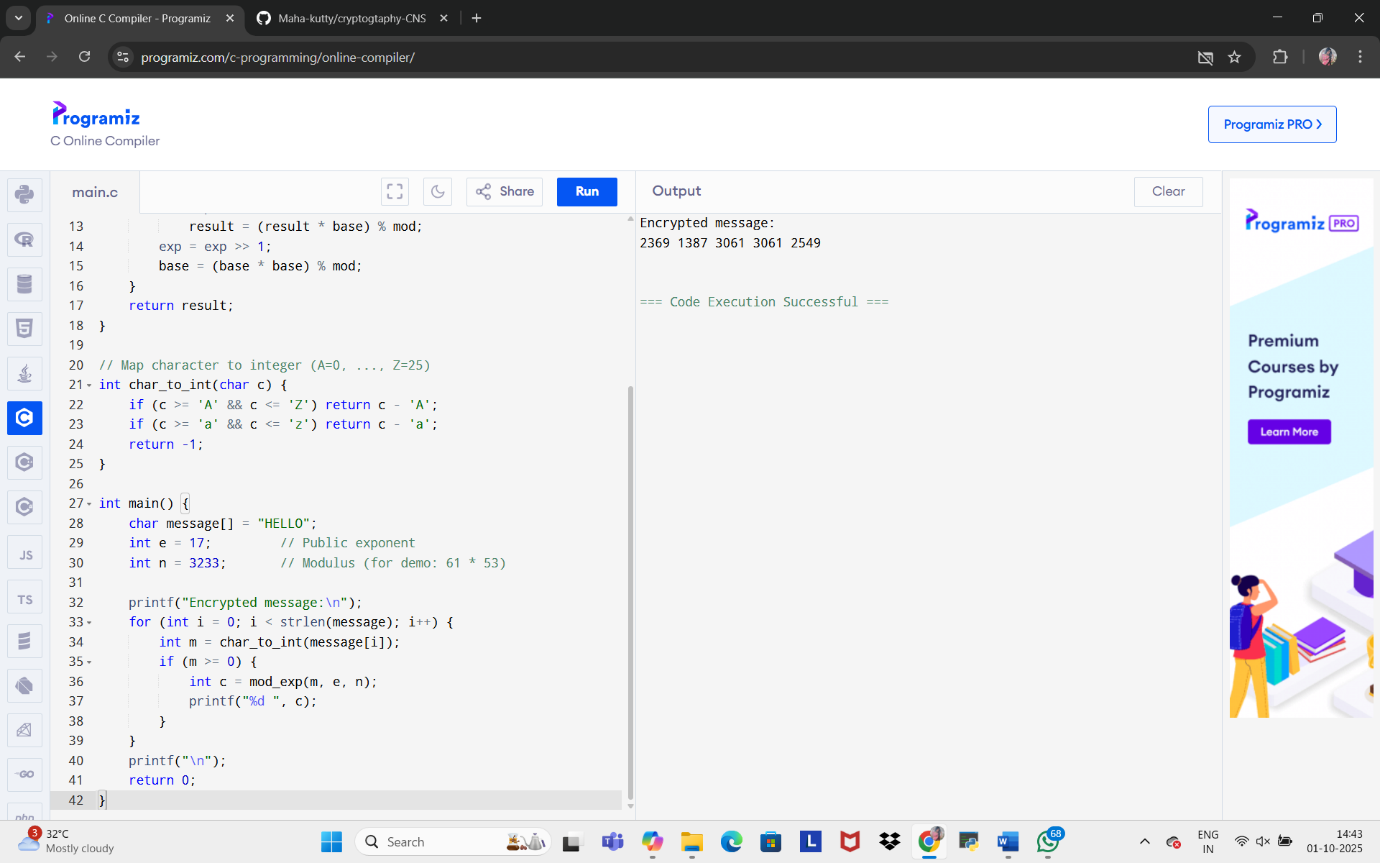 Online C Compiler - Programiz
Maha-kutty/cryptogtaphy-CNS
programiz.com/c-programming/online-compiler/
Programiz
C Online Compiler
Programiz PRO
main.c
Share
Run
Output
Clear
13 result = (result * base) % mod;
14 exp = exp >> 1;
15 base = (base * base) % mod;
16 }
17 return result;
18 }
19
20 // Map character to integer (A=0, ..., Z=25)
21 int char_to_int(char c) {
22 if (c >= 'A' && c <= 'Z') return c - 'A';
23 if (c >= 'a' && c <= 'z') return c - 'a';
24 return -1;
25 }
26
27 int main() {
28 char message[] = "HELLO";
29 int e = 17; // Public exponent
30 int n = 3233; // Modulus (for demo: 61 * 53)
31
32 printf("Encrypted message:\n");
33 for (int i = 0; i < strlen(message); i++) {
34 int m = char_to_int(message[i]);
35 if (m >= 0) {
36 int c = mod_exp(m, e, n);
37 printf("%d ", c);
38 }
39 }
40 printf("\n");
41 return 0;
42 }
Encrypted message:
2369 1387 3061 3061 2549
=== Code Execution Successful ===
JS
TS
GO
php
Programiz PRO
Premium
Courses by
Programiz
Learn More
3
32°C
Mostly cloudy
Search
L
W
68
ENG
IN
14:43
01-10-2025